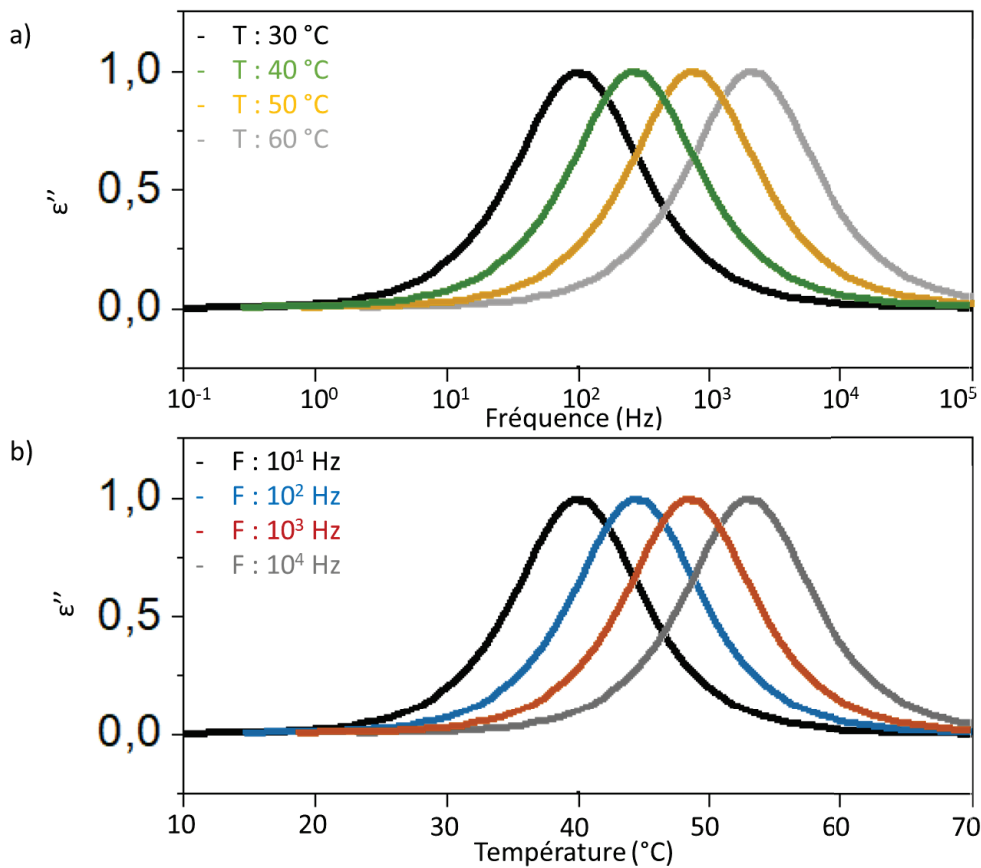 a)
- T : 30 °C
- T : 40 °C
- T : 50 °C
- T : 60 °C
1,0
0,5
0,0
ε″
10⁻¹ 10⁰ 10¹ 10² 10³ 10⁴ 10⁵
Fréquence (Hz)
b)
- F : 10¹ Hz
- F : 10² Hz
- F : 10³ Hz
- F : 10⁴ Hz
1,0
0,5
0,0
ε″
10 20 30 40 50 60 70
Température (°C)